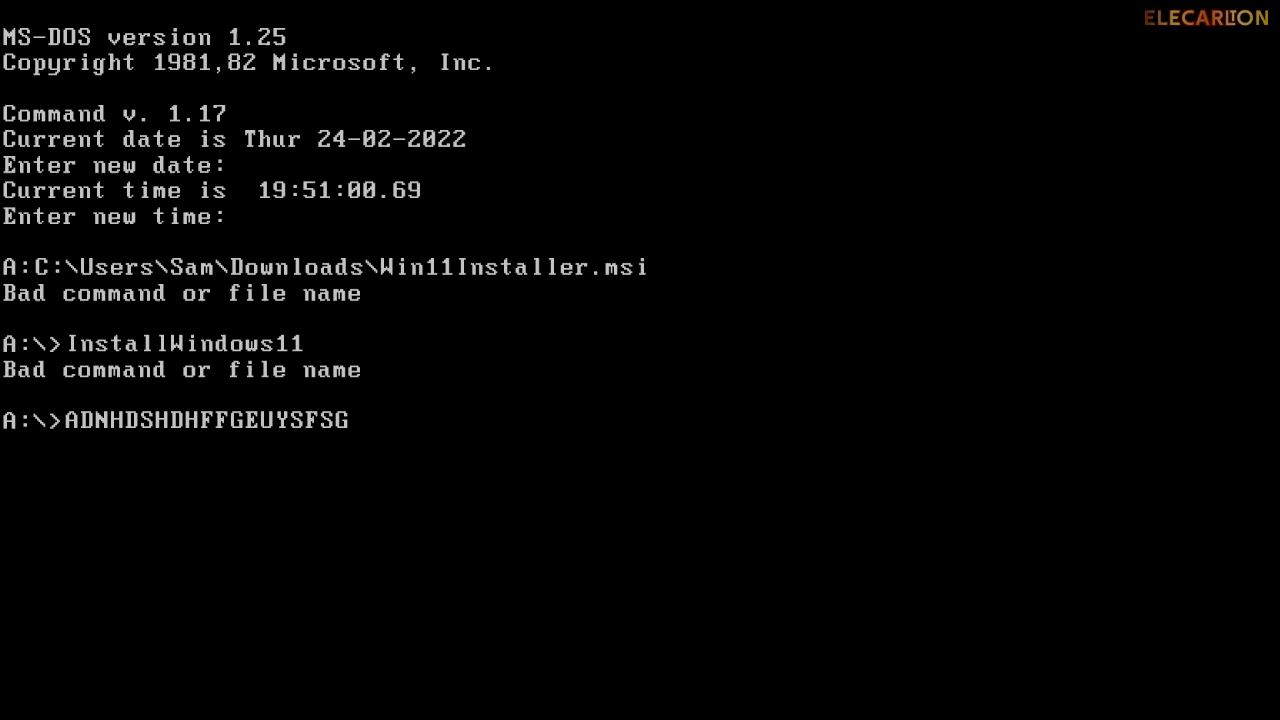 ELECARLTON
MS-DOS version 1.25
Copyright 1981,82 Microsoft, Inc.
Command v. 1.17
Current date is Thur 24-02-2022
Enter new date:
Current time is  19:51:00.69
Enter new time:
A:C:\Users\Sam\Downloads\Win11Installer.msi
Bad command or file name
A:\>InstallWindows11
Bad command or file name
A:\>ADNHDSHDHFFGEUYSFSG